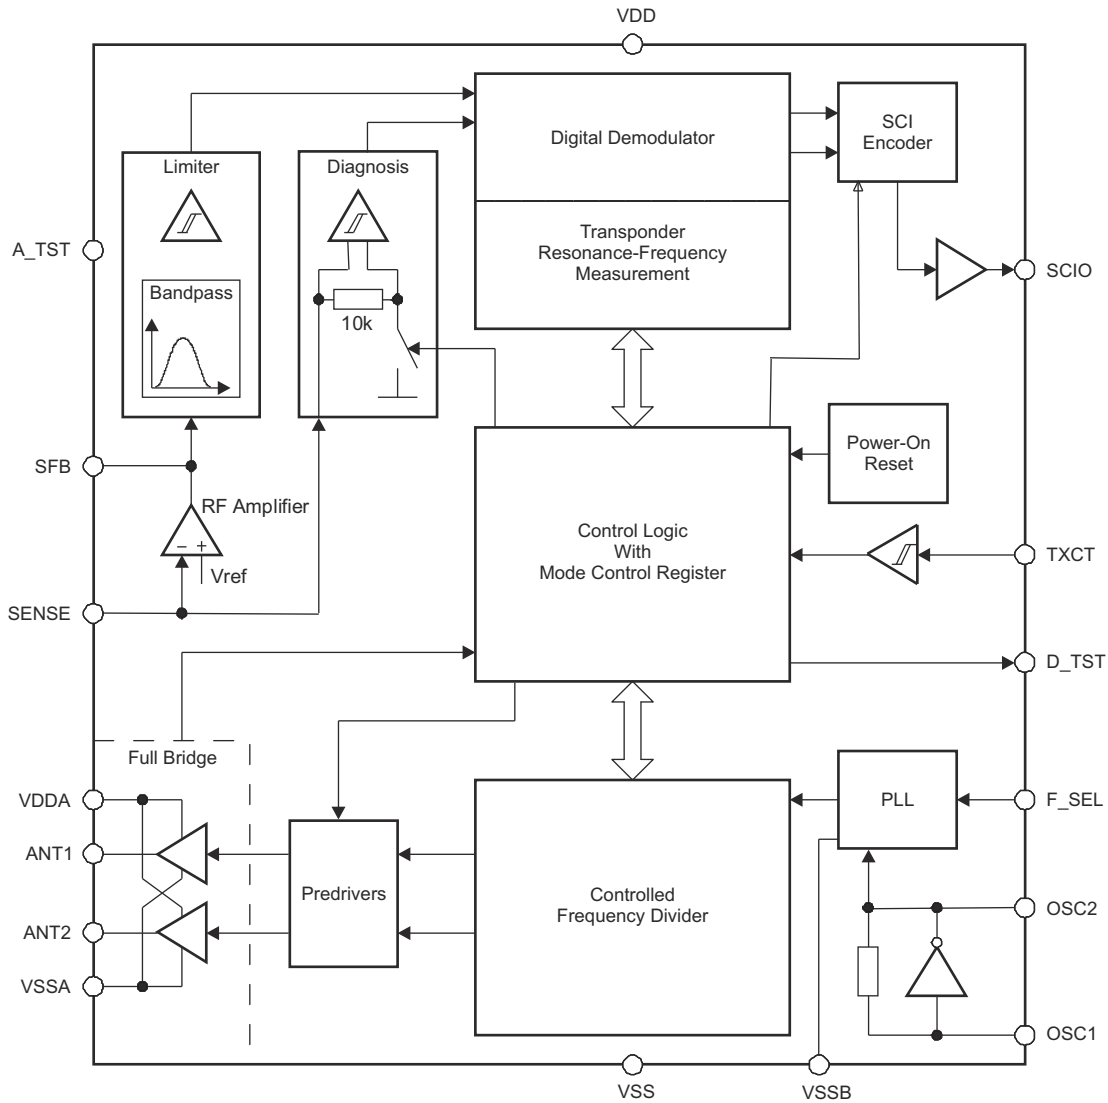 VDD
Digital Demodulator
SCI
Encoder
Limiter
Diagnosis
Transponder
Resonance-Frequency
Measurement
A_TST
SCIO
Bandpass
10k
Power-On
Reset
SFB
RF Amplifier
Control Logic
With
Mode Control Register
- +
Vref
TXCT
SENSE
D_TST
Full Bridge
VDDA
PLL
F_SEL
ANT1
Predrivers
Controlled
Frequency Divider
OSC2
ANT2
VSSA
OSC1
VSS
VSSB